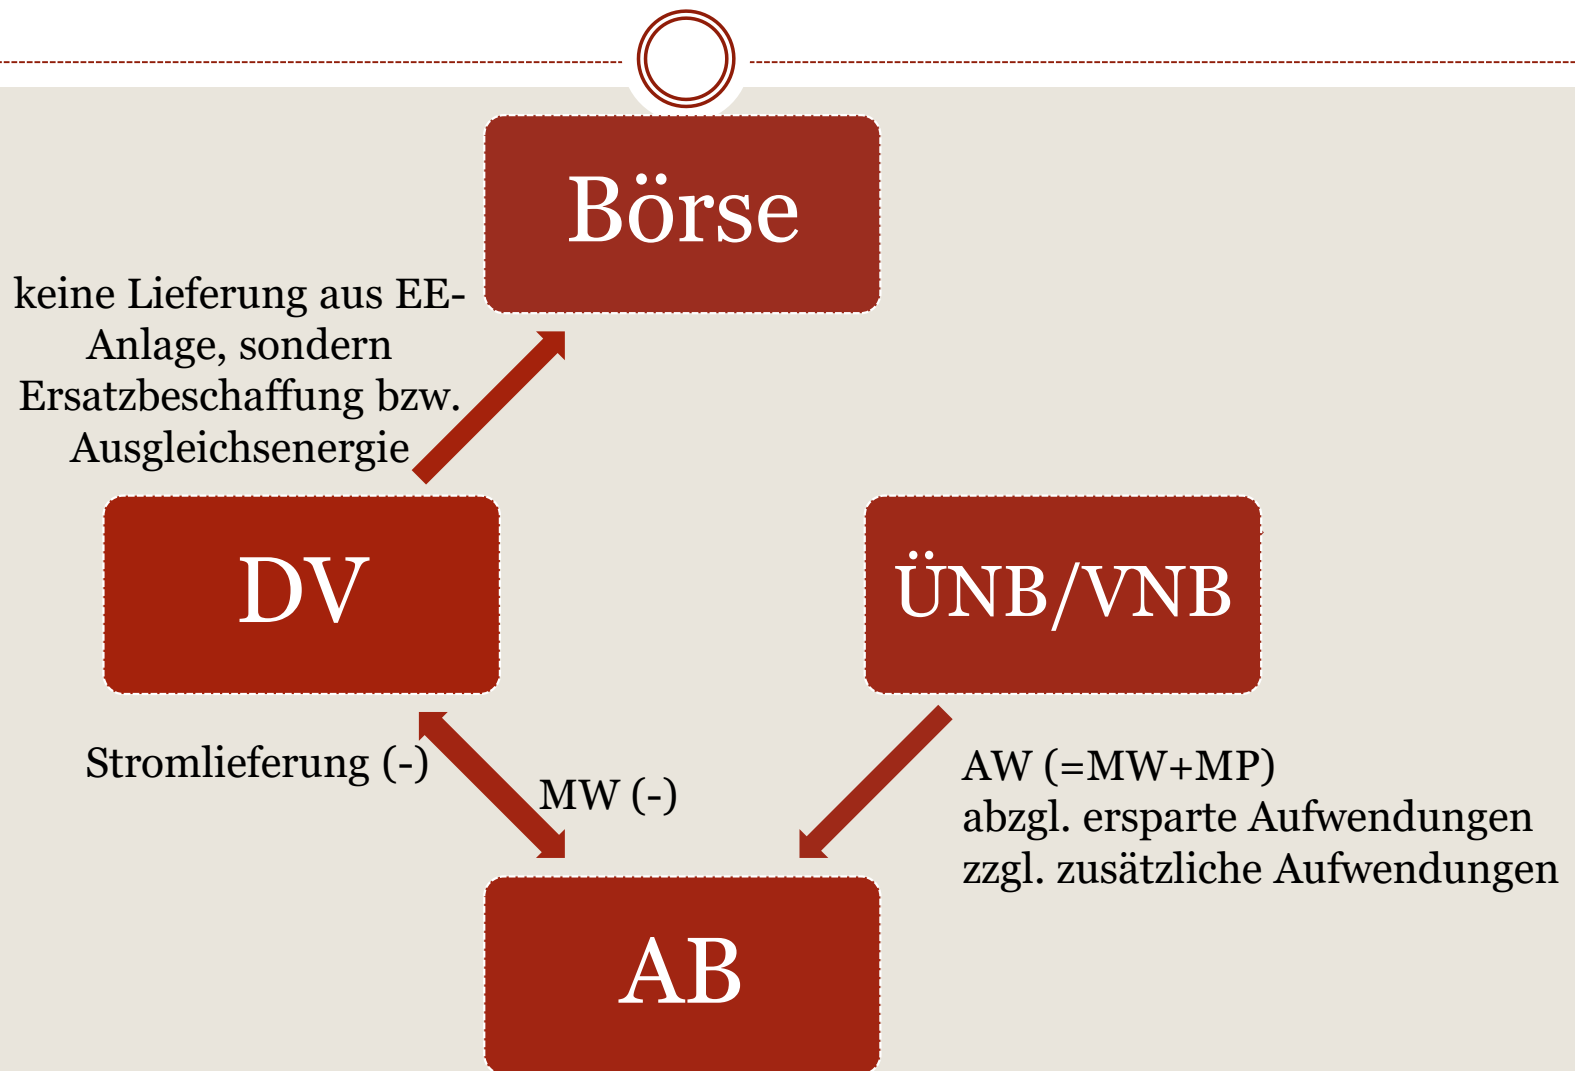 Börse
keine Lieferung aus EE-
Anlage, sondern
Ersatzbeschaffung bzw.
Ausgleichsenergie
DV
ÜNB/VNB
Stromlieferung (-)
MW (-)
AW (=MW+MP)
abzgl. ersparte Aufwendungen
zzgl. zusätzliche Aufwendungen
AB